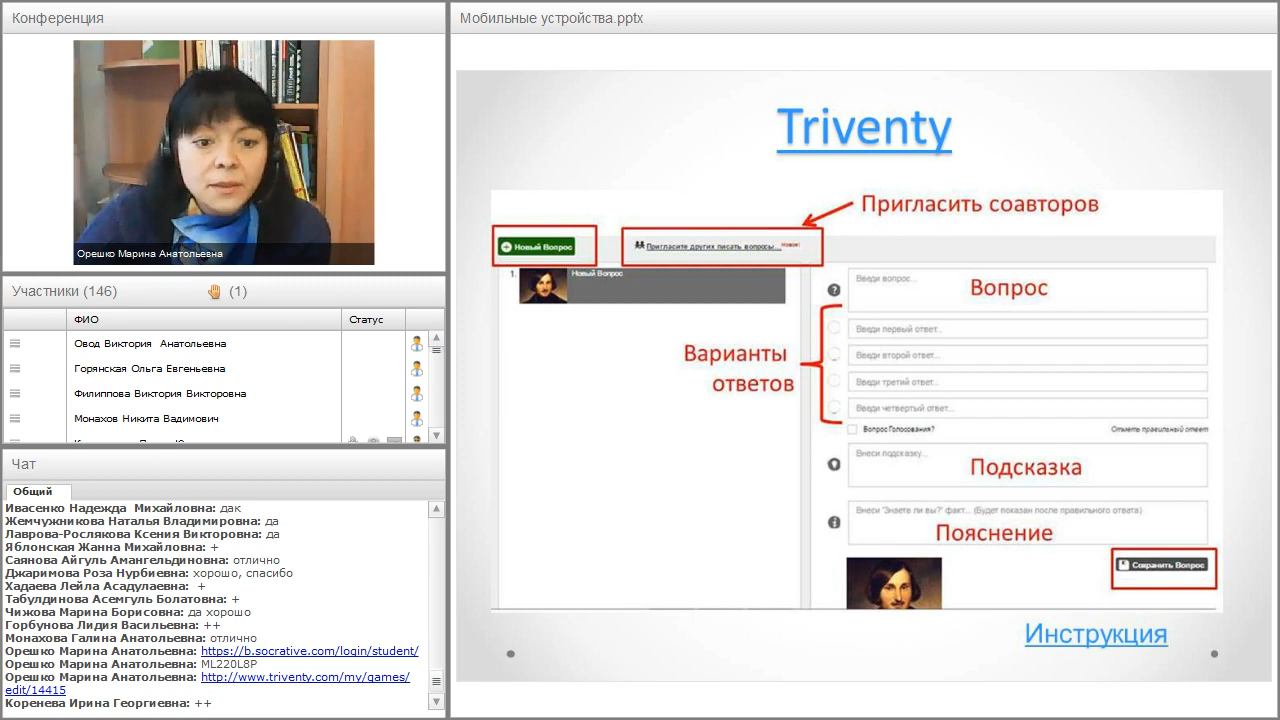 Конференция
Орешко Марина Анатольевна
Участники (146)
(1)
ФИО
Статус
Овод Виктория Анатольевна
Горянская Ольга Евгеньевна
Филиппова Виктория Викторовна
Монахов Никита Вадимович
Чат
Общий
Ивасенко Надежда Михайловна: дак
Жемчужникова Наталья Владимировна: да
Лаврова-Рослякова Ксения Викторовна: да
Яблонская Жанна Михайловна: +
Саянова Айгуль Амангельдиновна: отлично
Джаримова Роза Нурбиевна: хорошо, спасибо
Хадаева Лейла Асадулаевна: +
Табулдинова Асемгуль Болатовна: +
Чижова Марина Борисовна: да хорошо
Горбунова Лидия Васильевна: ++
Монахова Галина Анатольевна: отлично
Орешко Марина Анатольевна: https://b.socrative.com/login/student/
Орешко Марина Анатольевна: ML220L8P
Орешко Марина Анатольевна: http://www.triventy.com/my/games/
edit/14415
Коренева Ирина Георгиевна: ++
Мобильные устройства.pptx
Triventy
Пригласить соавторов
Новый Вопрос
Пригласите других писать вопросы... Новое!
1.
Новый Вопрос
Введи вопрос...
Вопрос
Варианты
ответов
Введи первый ответ...
Введи второй ответ...
Введи третий ответ...
Введи четвертый ответ...
Вопрос Голосования?
Отметь правильный ответ
Внеси подсказку...
Подсказка
Внеси "Знаете ли вы?" факт... (Будет показан после правильного ответа)
Пояснение
Сохранить Вопрос
Инструкция